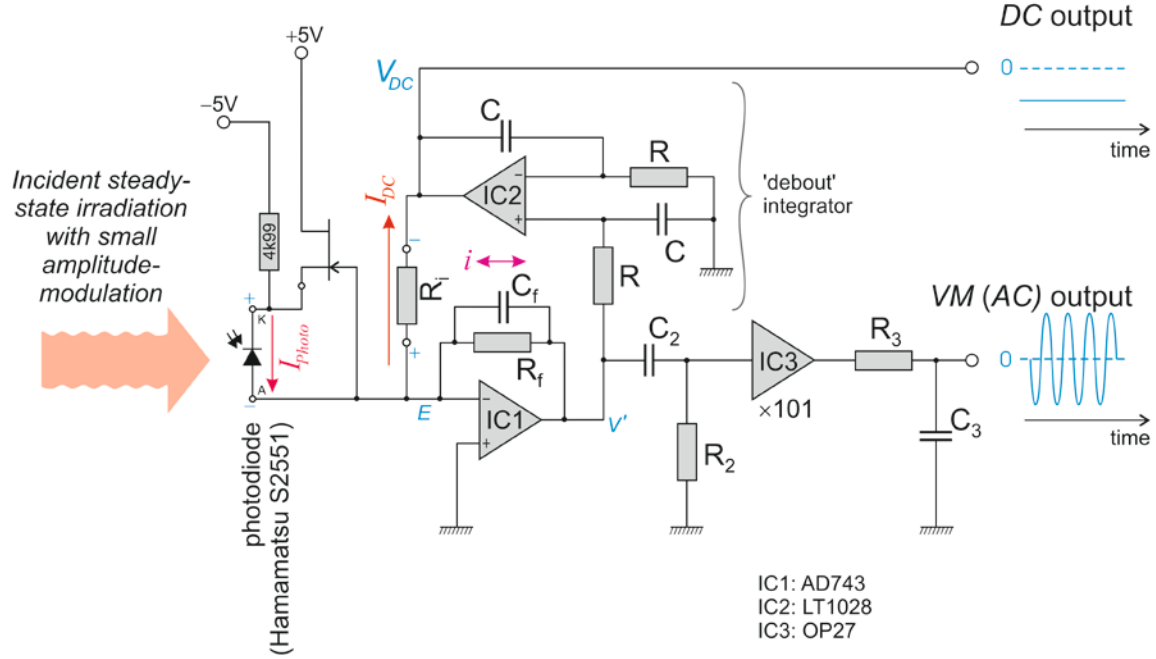 DC output
+5V
V_DC
0
−5V
C
time
R
Incident steady-
state irradiation
with small
amplitude-
modulation
I_DC
IC2
−
+
'debout'
integrator
4k99
−
C
i
R_i
C_f
R
VM (AC) output
+
K
I_Photo
+
R_f
C_2
IC3
R_3
0
×101
A
−
E
−
IC1
+
V'
C_3
time
R_2
photodiode
(Hamamatsu S2551)
IC1: AD743
IC2: LT1028
IC3: OP27